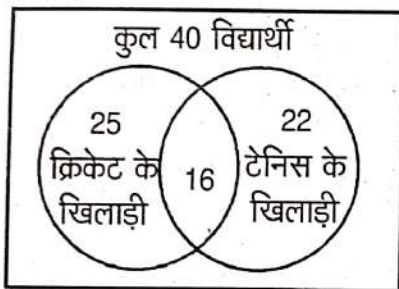 कुल 40 विद्यार्थी
25 22
क्रिकेट के 16 टेनिस के
खिलाड़ी खिलाड़ी